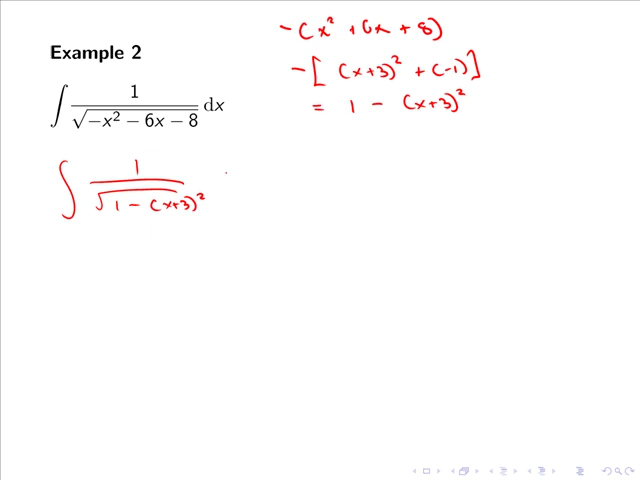 Example 2
∫ 1/√(−x² − 6x − 8) dx
−(x² + 6x + 8)
−[(x+3)² + (−1)]
= 1 − (x+3)²
∫ 1/√(1 − (x+3)²)